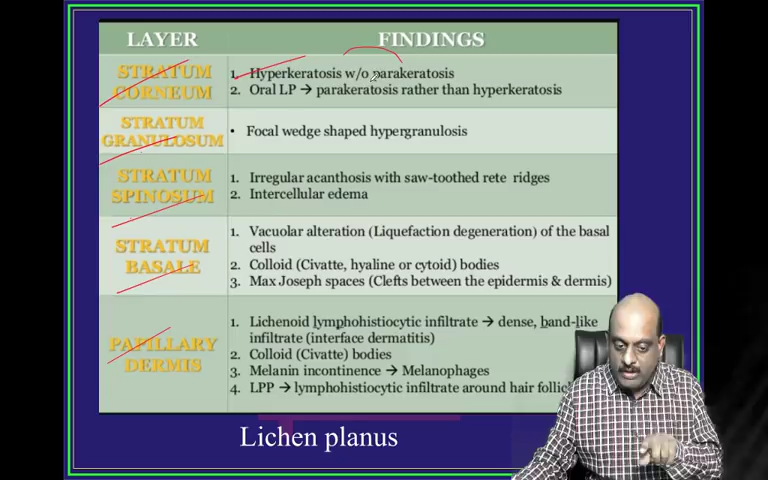 LAYER
FINDINGS
STRATUM
CORNEUM
1. Hyperkeratosis w/o parakeratosis
2. Oral LP → parakeratosis rather than hyperkeratosis
STRATUM
GRANULOSUM
• Focal wedge shaped hypergranulosis
STRATUM
SPINOSUM
1. Irregular acanthosis with saw-toothed rete ridges
2. Intercellular edema
STRATUM
BASALE
1. Vacuolar alteration (Liquefaction degeneration) of the basal
cells
2. Colloid (Civatte, hyaline or cytoid) bodies
3. Max Joseph spaces (Clefts between the epidermis & dermis)
PAPILLARY
DERMIS
1. Lichenoid lymphohistiocytic infiltrate → dense, band-like
infiltrate (interface dermatitis)
2. Colloid (Civatte) bodies
3. Melanin incontinence → Melanophages
4. LPP → lymphohistiocytic infiltrate around hair
Lichen planus